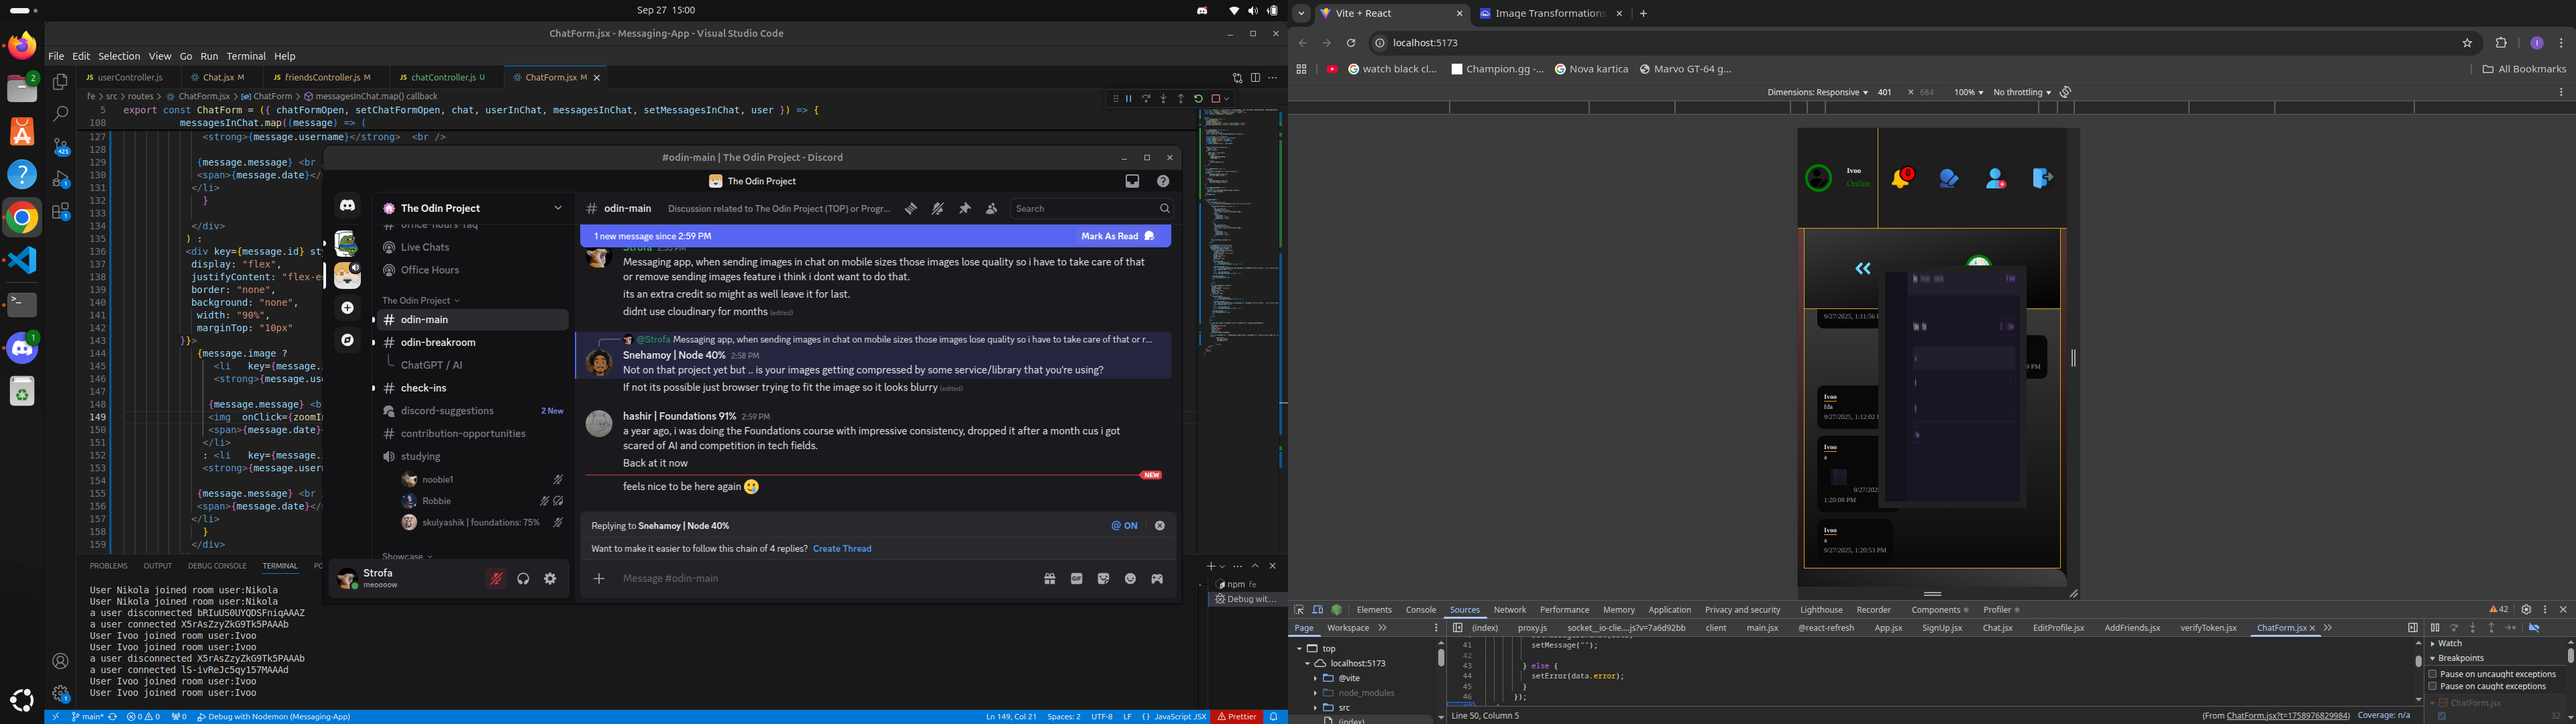 Sep 27  15:00
ChatForm.jsx - Messaging-App - Visual Studio Code
File Edit Selection View Go Run Terminal Help
userController.js
Chat.jsx M
friendsController.js M
chatController.js U
ChatForm.jsx M
fe > src > routes > ChatForm.jsx > ChatForm > messagesInChat.map() callback
5 export const ChatForm = ({ chatFormOpen, setChatFormOpen, chat, userInChat, messagesInChat, setMessagesInChat, user }) => {
108 messagesInChat.map((message) => (
127 <strong>{message.username}</strong> <br />
128
129 {message.message} <br
130 <span>{message.date}</
131 </li>
132 }
133
134 </div>
135 ) :
136 <div key={message.id} st
137 display: "flex",
138 justifyContent: "flex-e
139 border: "none",
140 background: "none",
141 width: "90%",
142 marginTop: "10px"
143 }}>
144 {message.image ?
145 <li key={message.
146 <strong>{message.us
147
148 {message.message} <b
149 <img onClick={zoomI
150 <span>{message.date}
151 </li>
152 : <li key={message.i
153 <strong>{message.user
154
155 {message.message} <br
156 <span>{message.date}</
157 </li>
158 }
159 </div>
PROBLEMS OUTPUT DEBUG CONSOLE TERMINAL PO
User Nikola joined room user:Nikola
User Nikola joined room user:Nikola
a user disconnected bRIuUS0UYQDSFniqAAAZ
a user connected X5rAsZzyZkG9Tk5PAAAb
User Ivoo joined room user:Ivoo
User Ivoo joined room user:Ivoo
a user disconnected X5rAsZzyZkG9Tk5PAAAb
a user connected lS-ivReJc5qy157MAAAd
User Ivoo joined room user:Ivoo
User Ivoo joined room user:Ivoo
npm fe
Debug wit...
main* 0 0 0 Debug with Nodemon (Messaging-App)
Ln 149, Col 21 Spaces: 2 UTF-8 LF { } JavaScript JSX Prettier
#odin-main | The Odin Project - Discord
The Odin Project
The Odin Project
office-hours-faq
Live Chats
Office Hours
The Odin Project
odin-main
odin-breakroom
ChatGPT / AI
check-ins
discord-suggestions 2 New
contribution-opportunities
studying
noobie1
Robbie
skulyashik | foundations: 75%
Showcase
Strofa
meoooow
odin-main Discussion related to The Odin Project (TOP) or Progr...
Search
1 new message since 2:59 PM Mark As Read
Strofa 2:55 PM
Messaging app, when sending images in chat on mobile sizes those images lose quality so i have to take care of that
or remove sending images feature i think i dont want to do that.
its an extra credit so might as well leave it for last.
didnt use cloudinary for months (edited)
@Strofa Messaging app, when sending images in chat on mobile sizes those images lose quality so i have to take care of that or r...
Snehamoy | Node 40% 2:58 PM
Not on that project yet but .. is your images getting compressed by some service/library that you're using?
If not its possible just browser trying to fit the image so it looks blurry (edited)
hashir | Foundations 91% 2:59 PM
a year ago, i was doing the Foundations course with impressive consistency, dropped it after a month cus i got
scared of AI and competition in tech fields.
Back at it now
NEW
feels nice to be here again
Replying to Snehamoy | Node 40% @ ON
Want to make it easier to follow this chain of 4 replies? Create Thread
Message #odin-main
Vite + React
Image Transformations
localhost:5173
watch black cl...
Champion.gg -...
Nova kartica
Marvo GT-64 g...
All Bookmarks
Dimensions: Responsive 401 × 684 100% No throttling
Ivoo
Online
0
9/27/2025, 1:11:56
9 PM
Ivoo
fda
9/27/2025, 1:12:02
Ivoo
a
9/27/2025,
1:20:08 PM
Ivoo
a
9/27/2025, 1:20:53 PM
Elements Console Sources Network Performance Memory Application Privacy and security Lighthouse Recorder Components Profiler 42
Page Workspace
(index) proxy.js socket__io-clie....js?v=7a6d92bb client main.jsx @react-refresh App.jsx SignUp.jsx Chat.jsx EditProfile.jsx AddFriends.jsx verifyToken.jsx ChatForm.jsx
top
localhost:5173
@vite
node_modules
src
(index)
41
42 setMessage("");
43 } else {
44 setError(data.error);
45 }
46 });
Line 50, Column 5
(From ChatForm.jsx?t=1758976829984) Coverage: n/a
Watch
Breakpoints
Pause on uncaught exceptions
Pause on caught exceptions
ChatForm.jsx
32